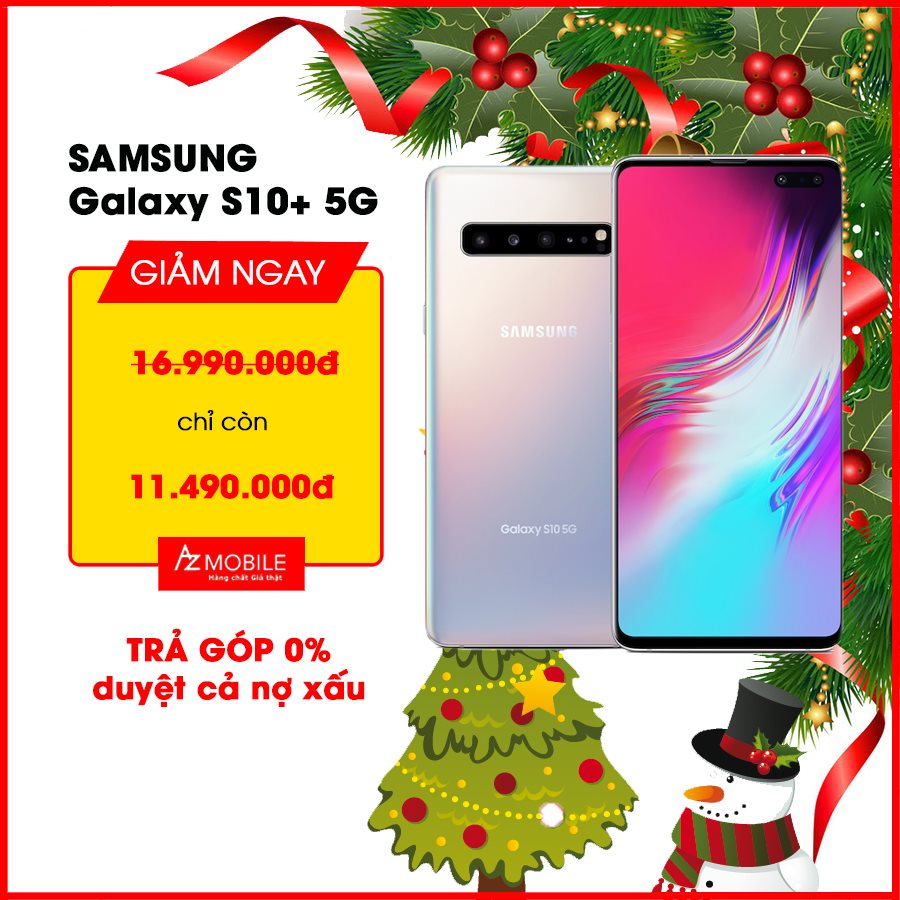 SAMSUNG
Galaxy S10+ 5G
GIẢM NGAY
16.990.000đ
chỉ còn
11.490.000đ
AZ MOBILE
Hàng chất Giá thật
TRẢ GÓP 0%
duyệt cả nợ xấu
SAMSUNG
Galaxy S10 5G